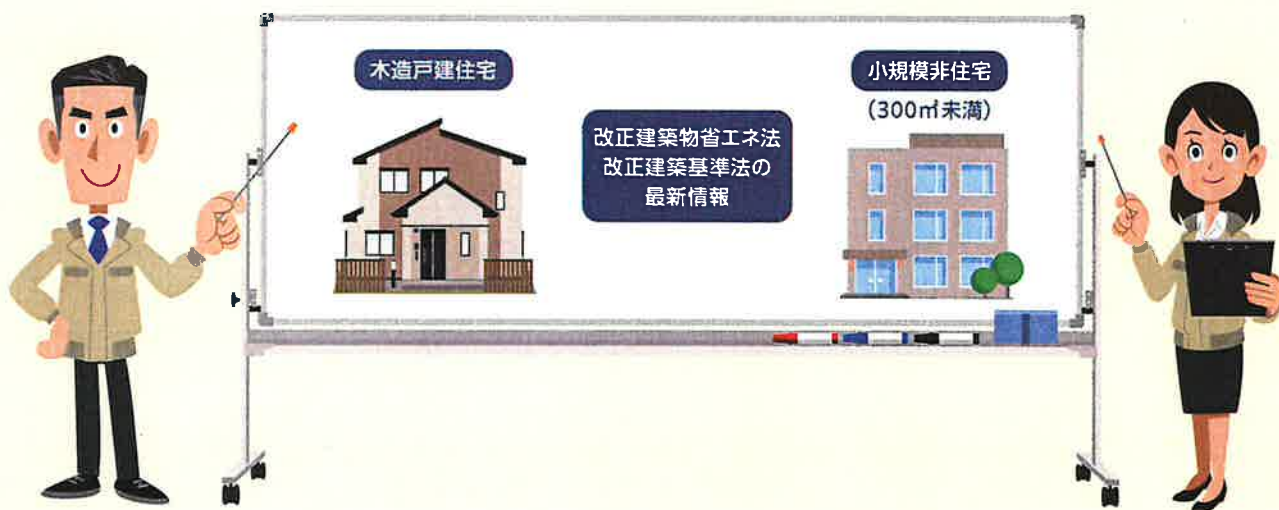 木造戸建住宅
改正建築物省エネ法
改正建築基準法の
最新情報
小規模非住宅
(300㎡未満)